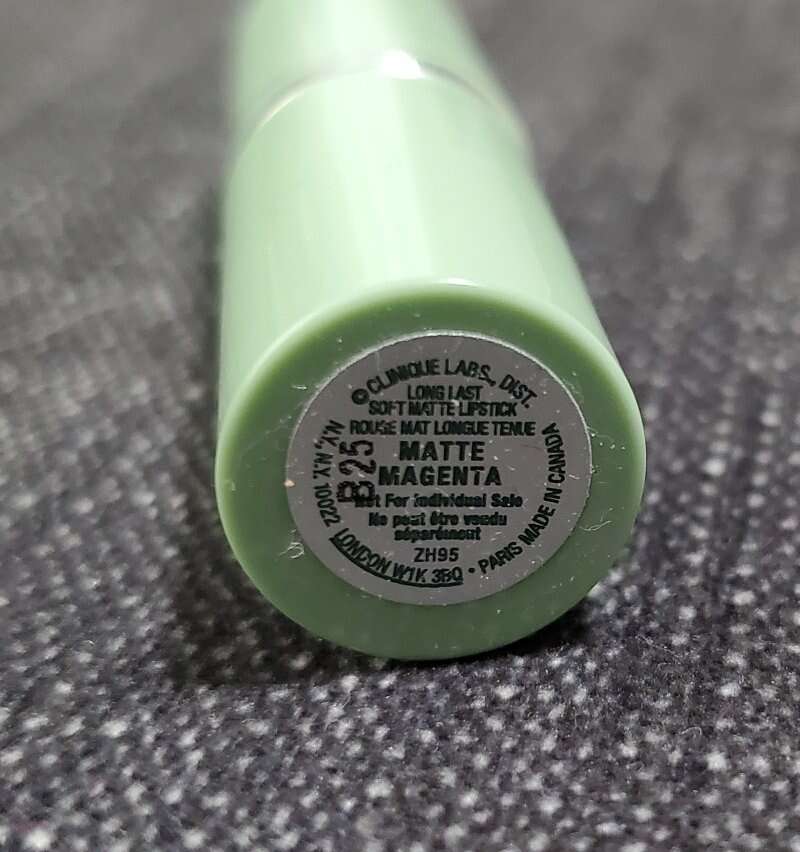 ©CLINIQUE LABS., DIST.
LONG LAST
SOFT MATTE LIPSTICK
ROUGE MAT LONGUE TENUE
MATTE
MAGENTA
Not For Individual Sale
Ne peut être vendu
séparément
ZH95
B25
N.Y., N.Y. 10022
LONDON W1K 3BQ • PARIS MADE IN CANADA